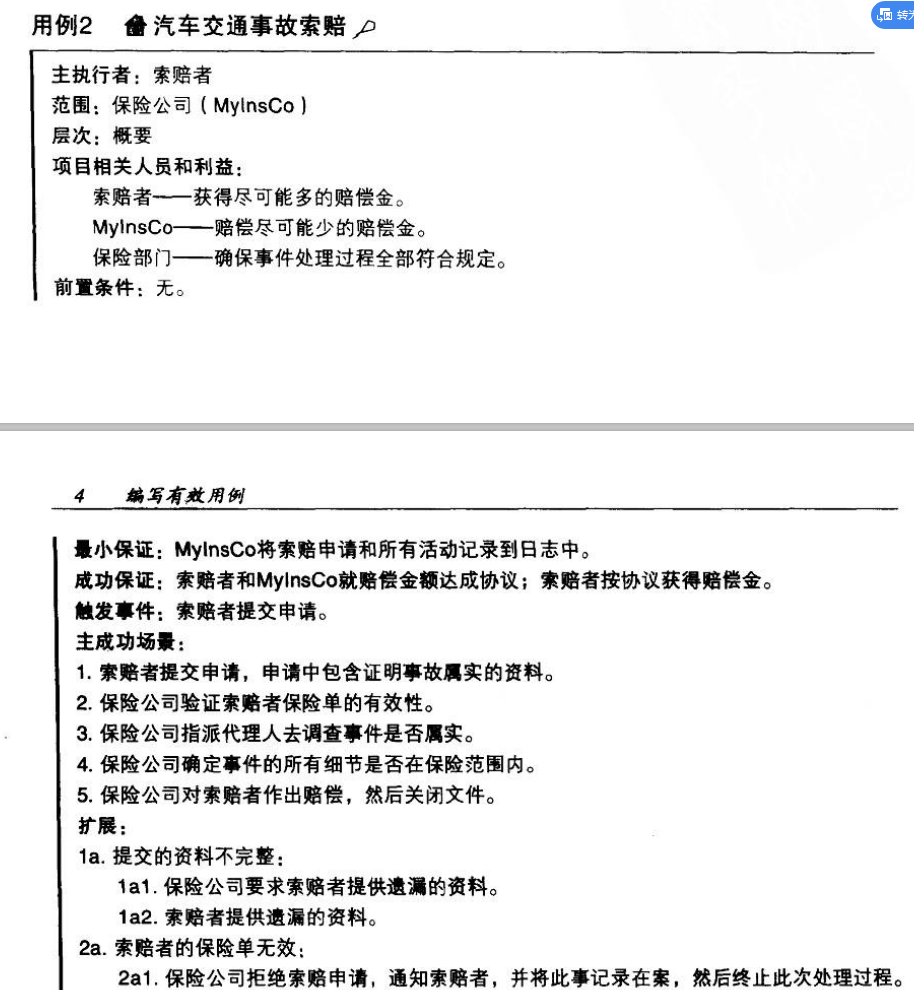 转为
用例2 汽车交通事故索赔
主执行者：索赔者
范围：保险公司（MyInsCo）
层次：概要
项目相关人员和利益：
索赔者——获得尽可能多的赔偿金。
MyInsCo——赔偿尽可能少的赔偿金。
保险部门——确保事件处理过程全部符合规定。
前置条件：无。
4 编写有效用例
最小保证：MyInsCo将索赔申请和所有活动记录到日志中。
成功保证：索赔者和MyInsCo就赔偿金额达成协议；索赔者按协议获得赔偿金。
触发事件：索赔者提交申请。
主成功场景：
1. 索赔者提交申请，申请中包含证明事故属实的资料。
2. 保险公司验证索赔者保险单的有效性。
3. 保险公司指派代理人去调查事件是否属实。
4. 保险公司确定事件的所有细节是否在保险范围内。
5. 保险公司对索赔者作出赔偿，然后关闭文件。
扩展：
1a. 提交的资料不完整：
1a1. 保险公司要求索赔者提供遗漏的资料。
1a2. 索赔者提供遗漏的资料。
2a. 索赔者的保险单无效：
2a1. 保险公司拒绝索赔申请，通知索赔者，并将此事记录在案，然后终止此次处理过程。